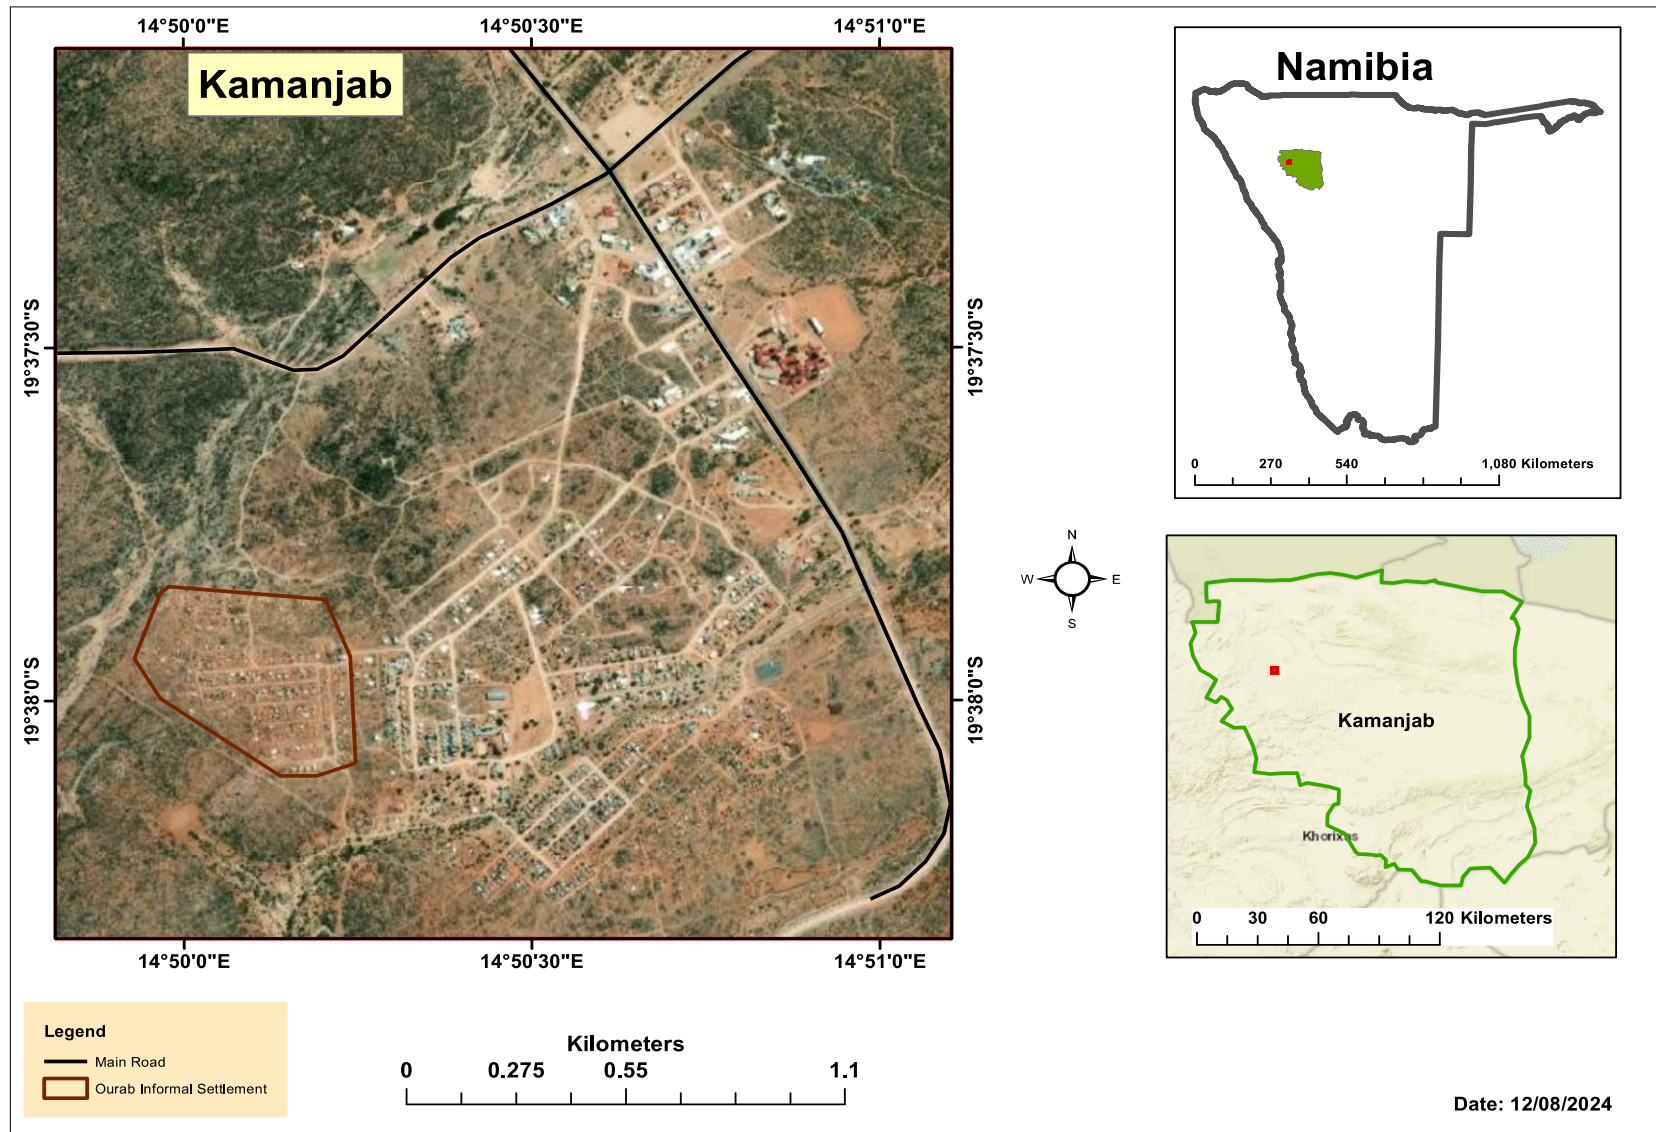 14°50'0"E 14°50'30"E 14°51'0"E
Kamanjab
19°37'30"S
19°37'30"S
19°38'0"S
19°38'0"S
14°50'0"E 14°50'30"E 14°51'0"E
Namibia
0 270 540 1,080 Kilometers
N
W E
S
Kamanjab
Khorixas
0 30 60 120 Kilometers
Legend
Main Road
Ourab Informal Settlement
Kilometers
0 0.275 0.55 1.1
Date: 12/08/2024